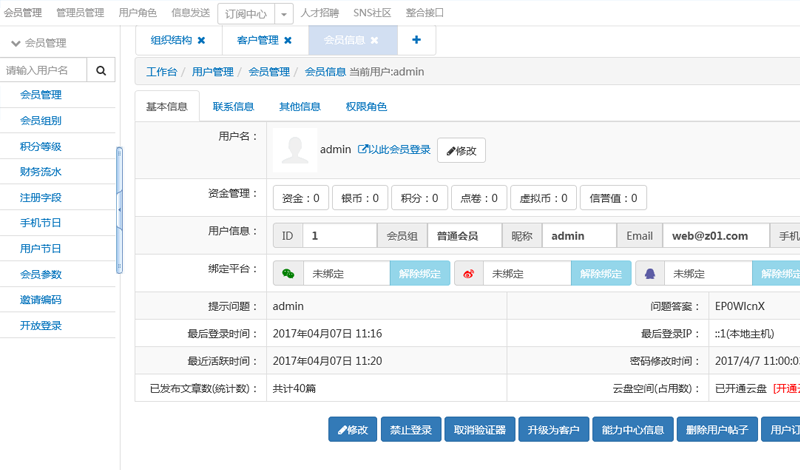 会员管理 管理员管理 用户角色 信息发送 订阅中心 人才招聘 SNS社区 整合接口
会员管理
请输入用户名
会员管理
会员组别
积分等级
财务流水
注册字段
手机节日
用户节日
会员参数
邀请编码
开放登录
组织结构 ✖ 客户管理 ✖ 会员信息 ✖ +
工作台 / 用户管理 / 会员管理 / 会员信息 当前用户:admin
基本信息 联系信息 其他信息 权限角色
用户名： admin 以此会员登录 修改
资金管理： 资金：0 银币：0 积分：0 点卷：0 虚拟币：0 信誉值：0
用户信息： ID 1 会员组 普通会员 昵称 admin Email web@z01.com 手机
绑定平台： 未绑定 解除绑定 未绑定 解除绑定 未绑定 解除绑
提示问题： admin 问题答案： EP0WIcnX
最后登录时间： 2017年04月07日 11:16 最后登录IP： ::1(本地主机)
最近活跃时间： 2017年04月07日 11:20 密码修改时间： 2017/4/7 11:00:0
已发布文章数(统计数)： 共计40篇 云盘空间(占用数)： 已开通云盘 [开通云
修改 禁止登录 取消验证器 升级为客户 能力中心信息 删除用户帖子 用户订